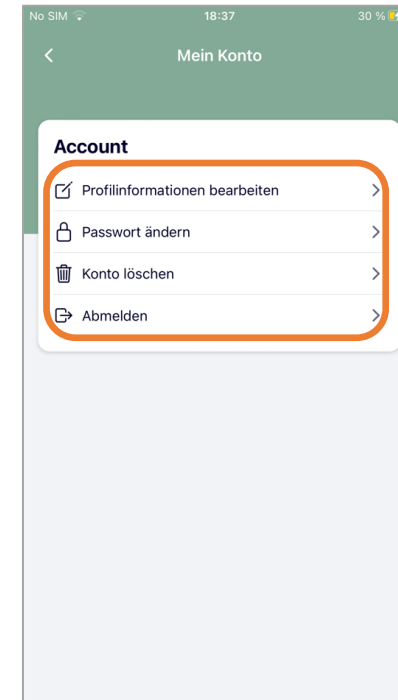 No SIM 18:37 30 %
Mein Konto
Account
Profilinformationen bearbeiten
Passwort ändern
Konto löschen
Abmelden